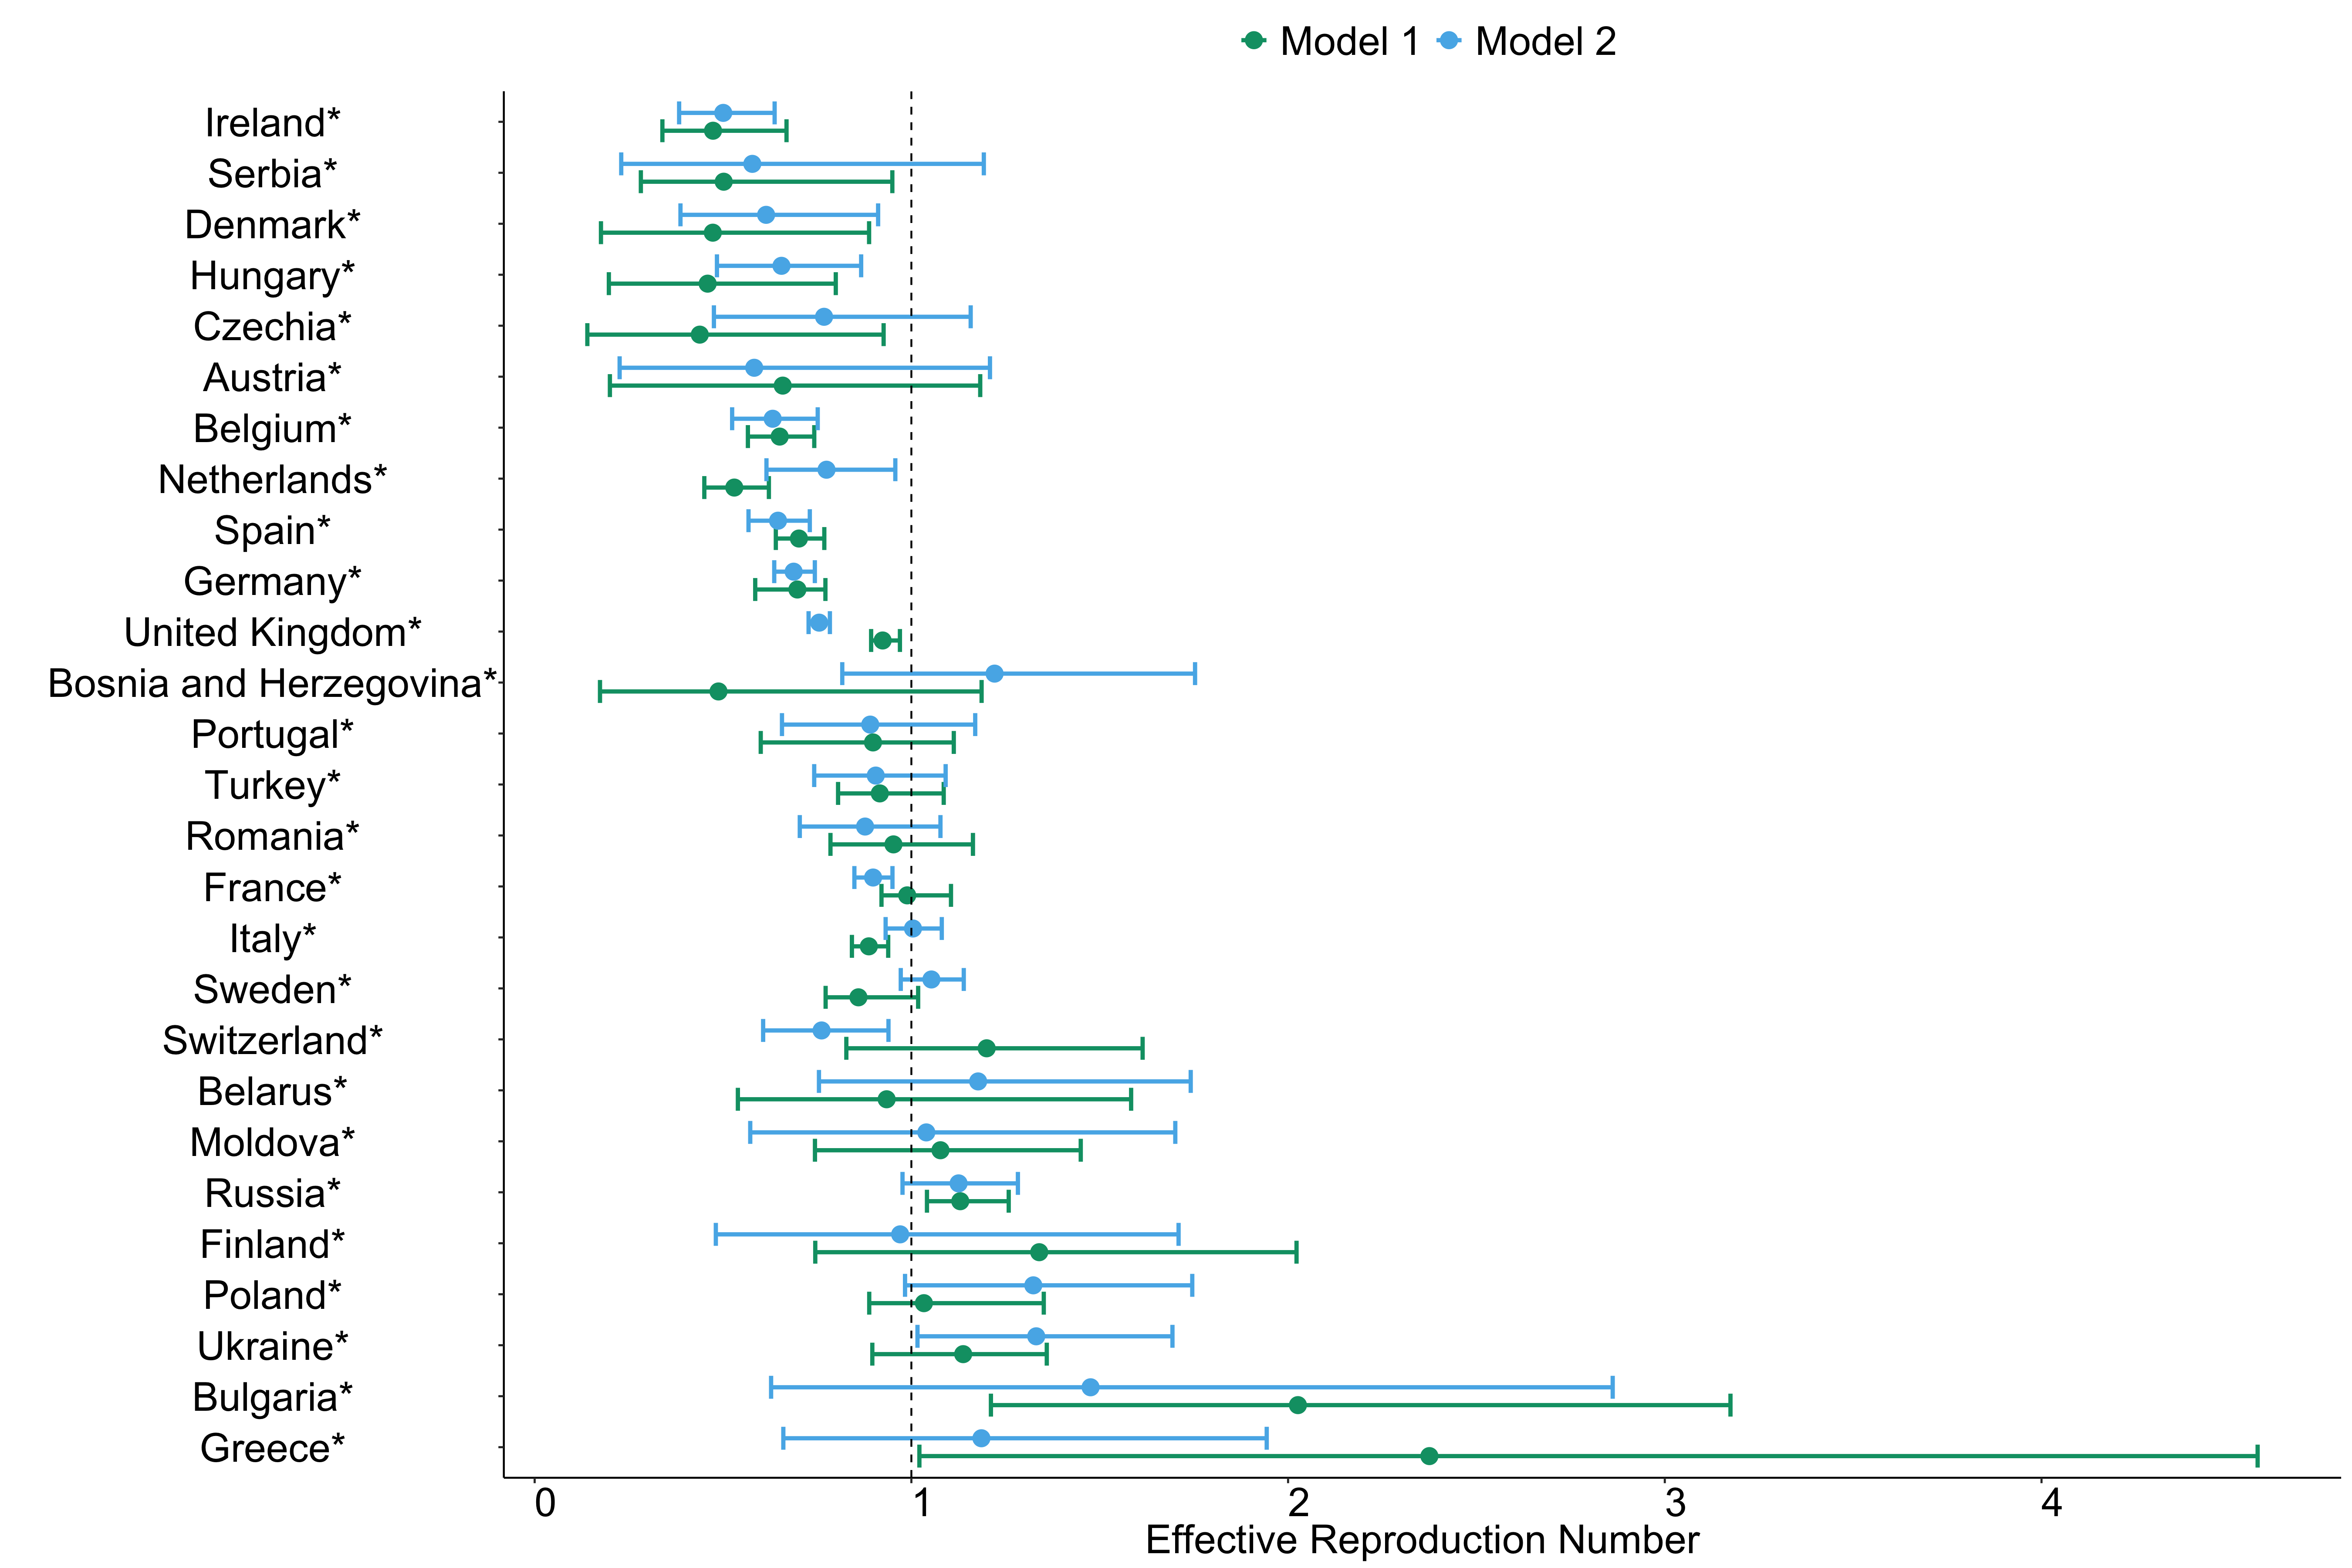 Model 1 Model 2
Ireland*
Serbia*
Denmark*
Hungary*
Czechia*
Austria*
Belgium*
Netherlands*
Spain*
Germany*
United Kingdom*
Bosnia and Herzegovina*
Portugal*
Turkey*
Romania*
France*
Italy*
Sweden*
Switzerland*
Belarus*
Moldova*
Russia*
Finland*
Poland*
Ukraine*
Bulgaria*
Greece*
0 1 2 3 4
Effective Reproduction Number